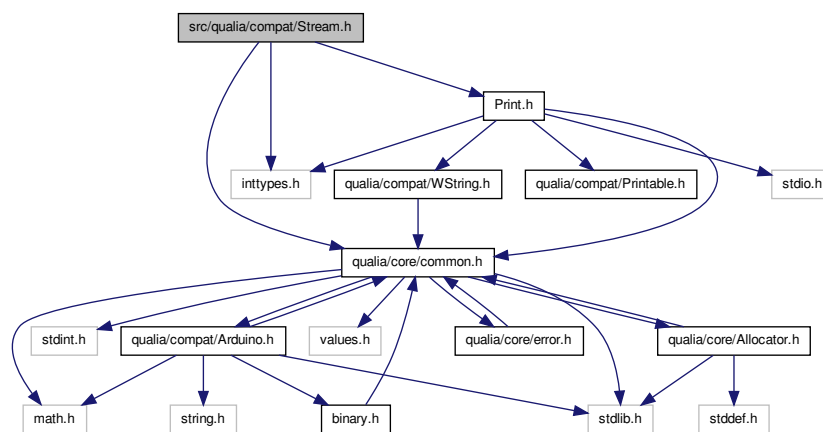 src/qualia/compat/Stream.h
Print.h
inttypes.h
qualia/compat/WString.h
qualia/compat/Printable.h
stdio.h
qualia/core/common.h
stdint.h
qualia/compat/Arduino.h
values.h
qualia/core/error.h
qualia/core/Allocator.h
math.h
string.h
binary.h
stdlib.h
stddef.h